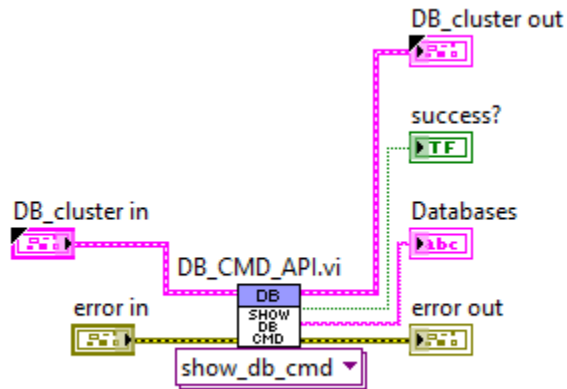 DB_cluster out
success?
TF
DB_cluster in
Databases
abc
DB_CMD_API.vi
DB
SHOW
DB
CMD
error in
error out
show_db_cmd